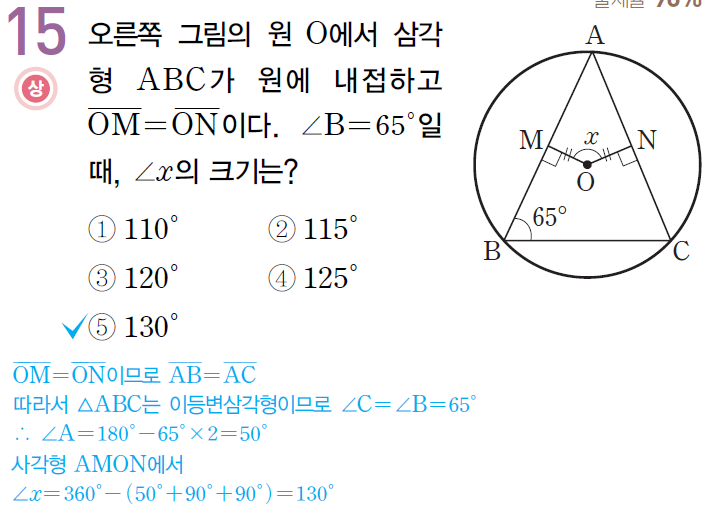 출제율 90%
15
상
오른쪽 그림의 원 O에서 삼각
형 ABC가 원에 내접하고
OM=ON이다. ∠B=65°일
때, ∠x의 크기는?
① 110° ② 115°
③ 120° ④ 125°
⑤ 130°
A
M x N
O
65°
B C
OM=ON이므로 AB=AC
따라서 △ABC는 이등변삼각형이므로 ∠C=∠B=65°
∴ ∠A=180°-65°×2=50°
사각형 AMON에서
∠x=360°-(50°+90°+90°)=130°